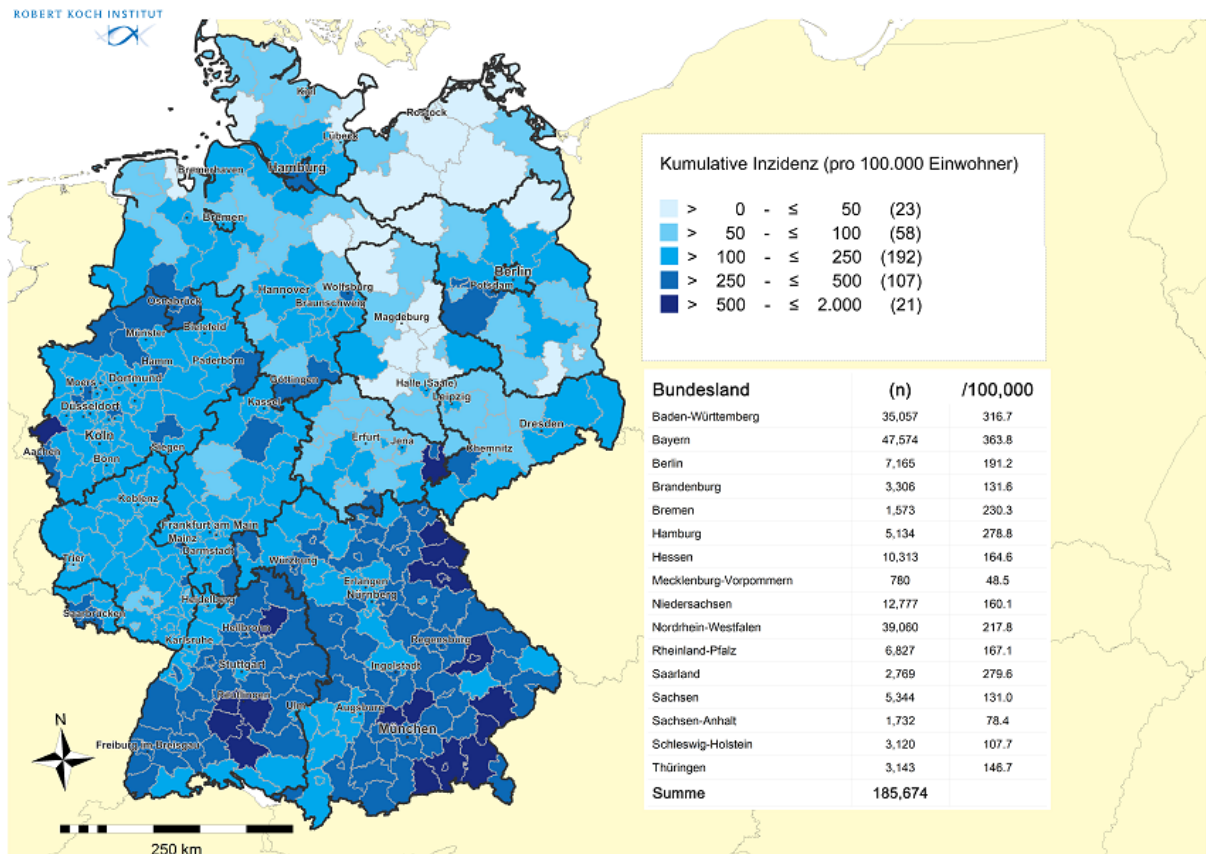 ROBERT KOCH INSTITUT
Kiel
Rostock
Lübeck
Hamburg
Bremerhaven
Bremen
Berlin
Potsdam
Hannover
Wolfsburg
Braunschweig
Osnabrück
Magdeburg
Münster
Bielefeld
Hamm
Paderborn
Göttingen
Moers
Dortmund
Halle (Saale)
Leipzig
Kassel
Düsseldorf
Dresden
Köln
Erfurt
Jena
Aachen
Siegen
Chemnitz
Bonn
Koblenz
Frankfurt am Main
Mainz
Darmstadt
Trier
Würzburg
Erlangen
Nürnberg
Heidelberg
Saarbrücken
Heilbronn
Karlsruhe
Regensburg
Stuttgart
Ingolstadt
Reutlingen
Ulm
Augsburg
München
Freiburg im Breisgau
N
250 km
Kumulative Inzidenz (pro 100.000 Einwohner)
> 0 - ≤ 50 (23)
> 50 - ≤ 100 (58)
> 100 - ≤ 250 (192)
> 250 - ≤ 500 (107)
> 500 - ≤ 2.000 (21)
Bundesland (n) /100,000
Baden-Württemberg 35,057 316.7
Bayern 47,574 363.8
Berlin 7,165 191.2
Brandenburg 3,306 131.6
Bremen 1,573 230.3
Hamburg 5,134 278.8
Hessen 10,313 164.6
Mecklenburg-Vorpommern 780 48.5
Niedersachsen 12,777 160.1
Nordrhein-Westfalen 39,060 217.8
Rheinland-Pfalz 6,827 167.1
Saarland 2,769 279.6
Sachsen 5,344 131.0
Sachsen-Anhalt 1,732 78.4
Schleswig-Holstein 3,120 107.7
Thüringen 3,143 146.7
Summe 185,674